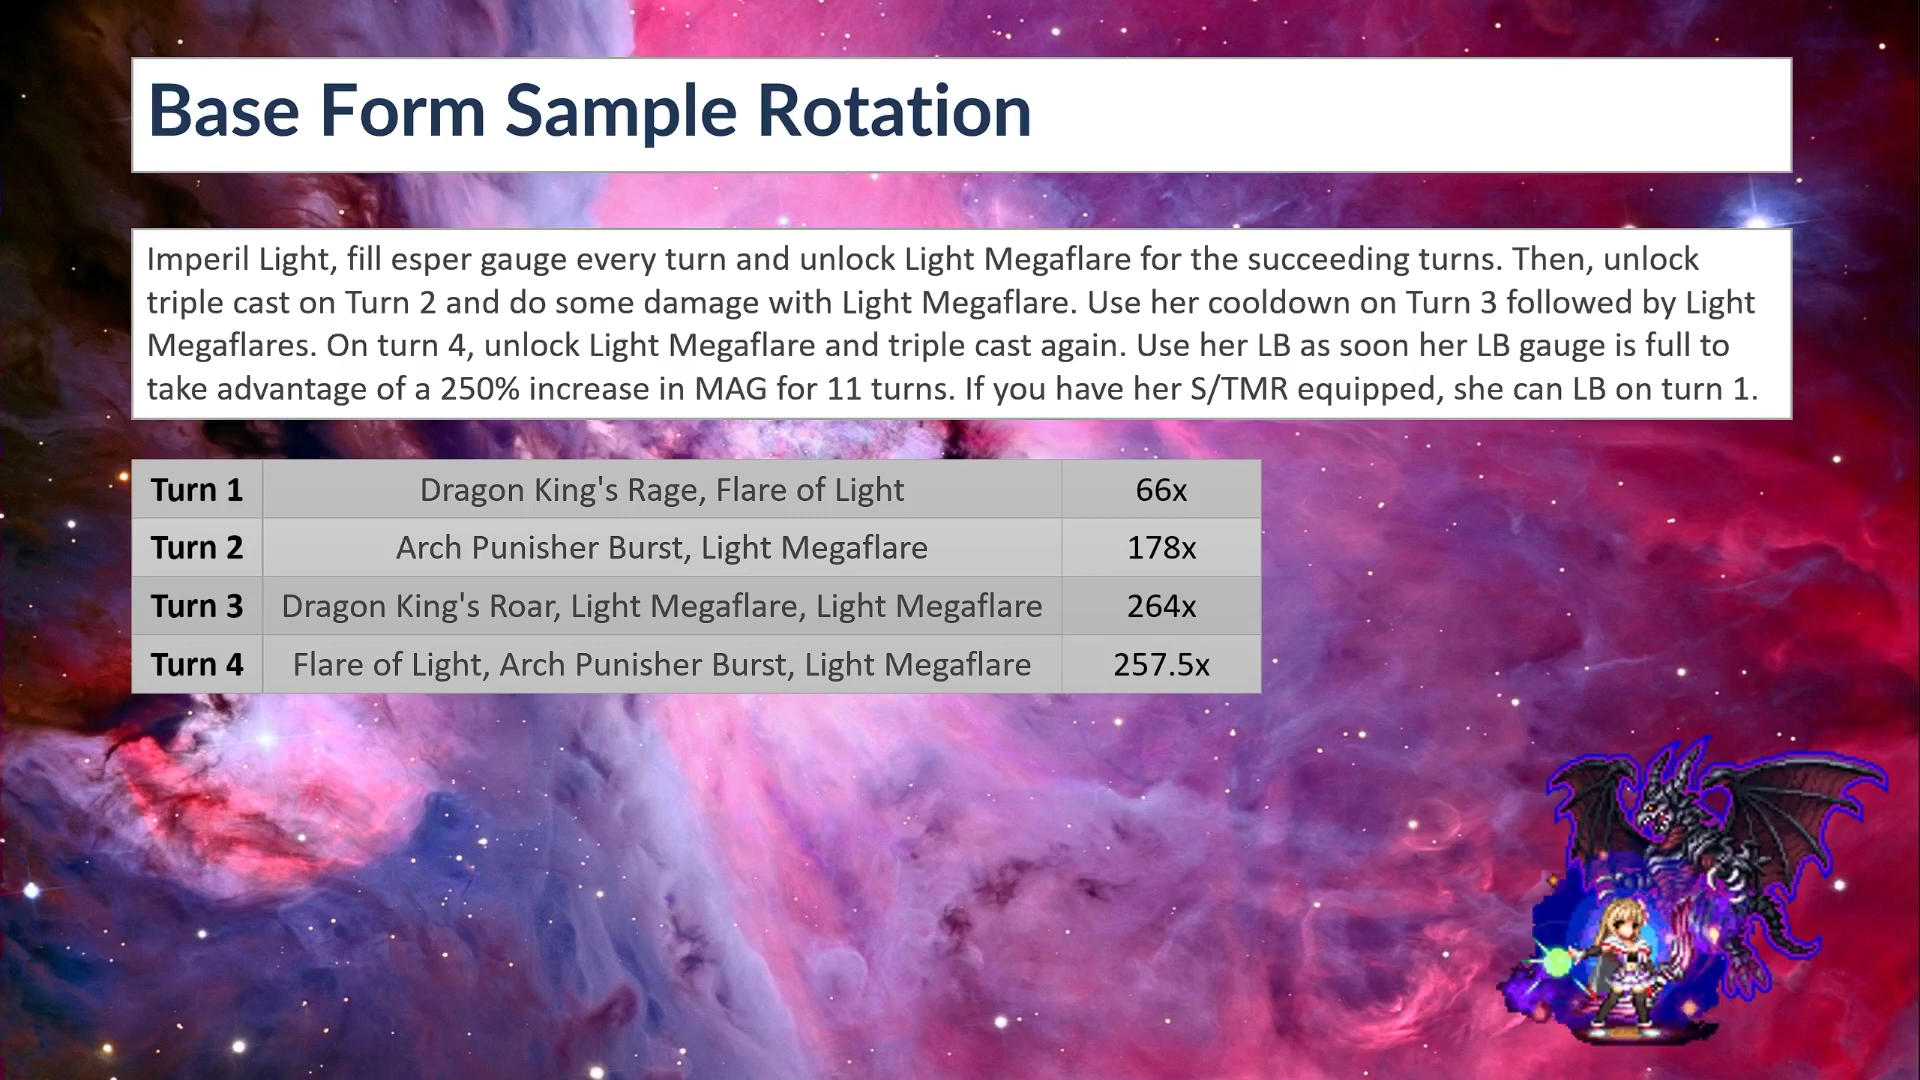 Base Form Sample Rotation
Imperil Light, fill esper gauge every turn and unlock Light Megaflare for the succeeding turns. Then, unlock
triple cast on Turn 2 and do some damage with Light Megaflare. Use her cooldown on Turn 3 followed by Light
Megaflares. On turn 4, unlock Light Megaflare and triple cast again. Use her LB as soon her LB gauge is full to
take advantage of a 250% increase in MAG for 11 turns. If you have her S/TMR equipped, she can LB on turn 1.
Turn 1 Dragon King's Rage, Flare of Light 66x
Turn 2 Arch Punisher Burst, Light Megaflare 178x
Turn 3 Dragon King's Roar, Light Megaflare, Light Megaflare 264x
Turn 4 Flare of Light, Arch Punisher Burst, Light Megaflare 257.5x